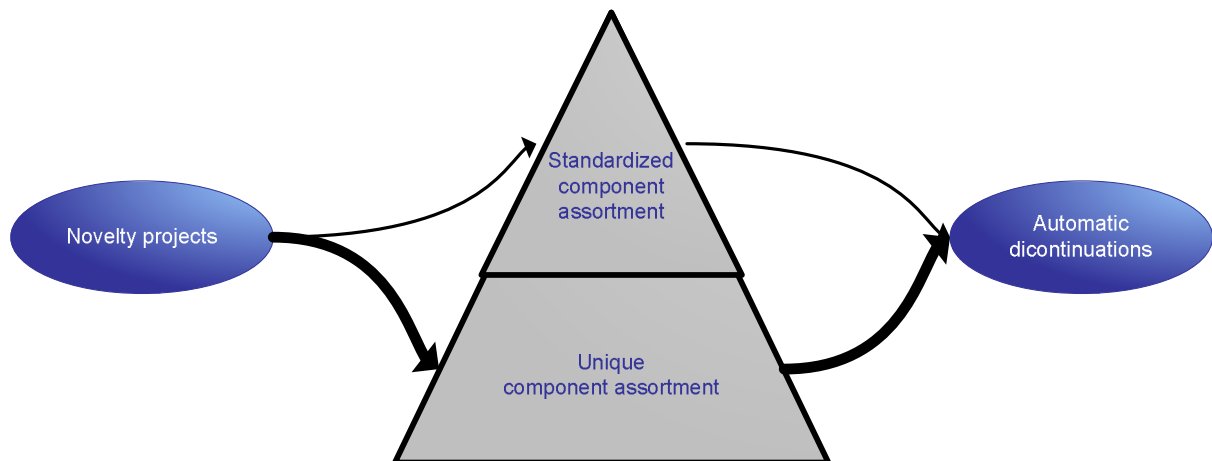 Novelty projects
Standardized
component
assortment
Unique
component assortment
Automatic
dicontinuations